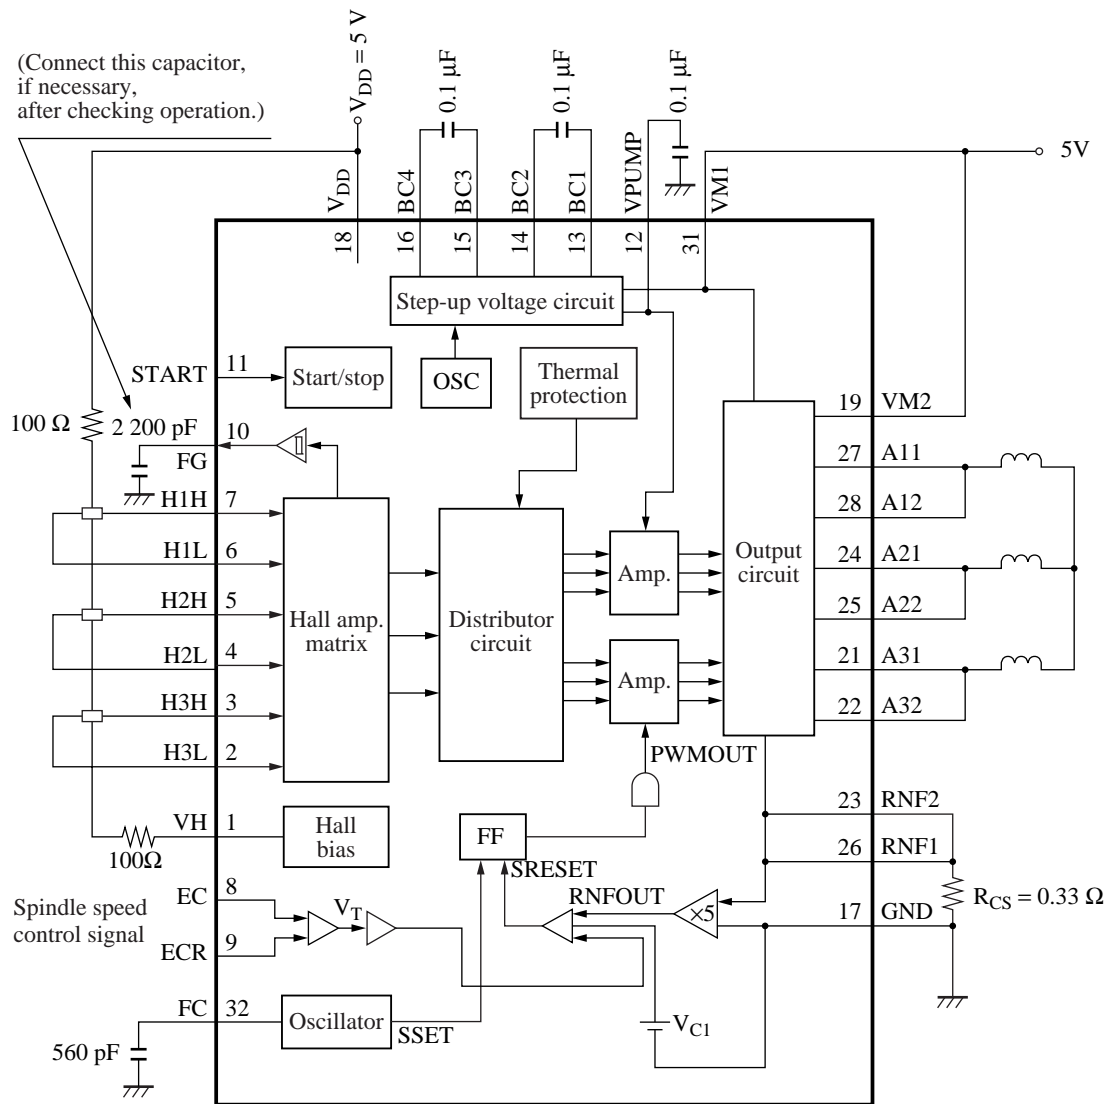 (Connect this capacitor,
if necessary,
after checking operation.)
V_DD = 5 V
0.1 µF
0.1 µF
0.1 µF
5V
V_DD
BC4
BC3
BC2
BC1
VPUMP
VM1
18
16
15
14
13
12
31
Step-up voltage circuit
START
11
Start/stop
OSC
Thermal
protection
100 Ω
2 200 pF
10
FG
19
VM2
27
A11
28
A12
24
A21
25
A22
21
A31
22
A32
H1H
7
H1L
6
H2H
5
H2L
4
H3H
3
H3L
2
Hall amp.
matrix
Distributor
circuit
Amp.
Amp.
Output
circuit
PWMOUT
VH
1
100Ω
Hall
bias
FF
SRESET
23
RNF2
26
RNF1
17
GND
R_CS = 0.33 Ω
Spindle speed
control signal
EC
8
ECR
9
V_T
RNFOUT
×5
FC
32
Oscillator
SSET
V_C1
560 pF